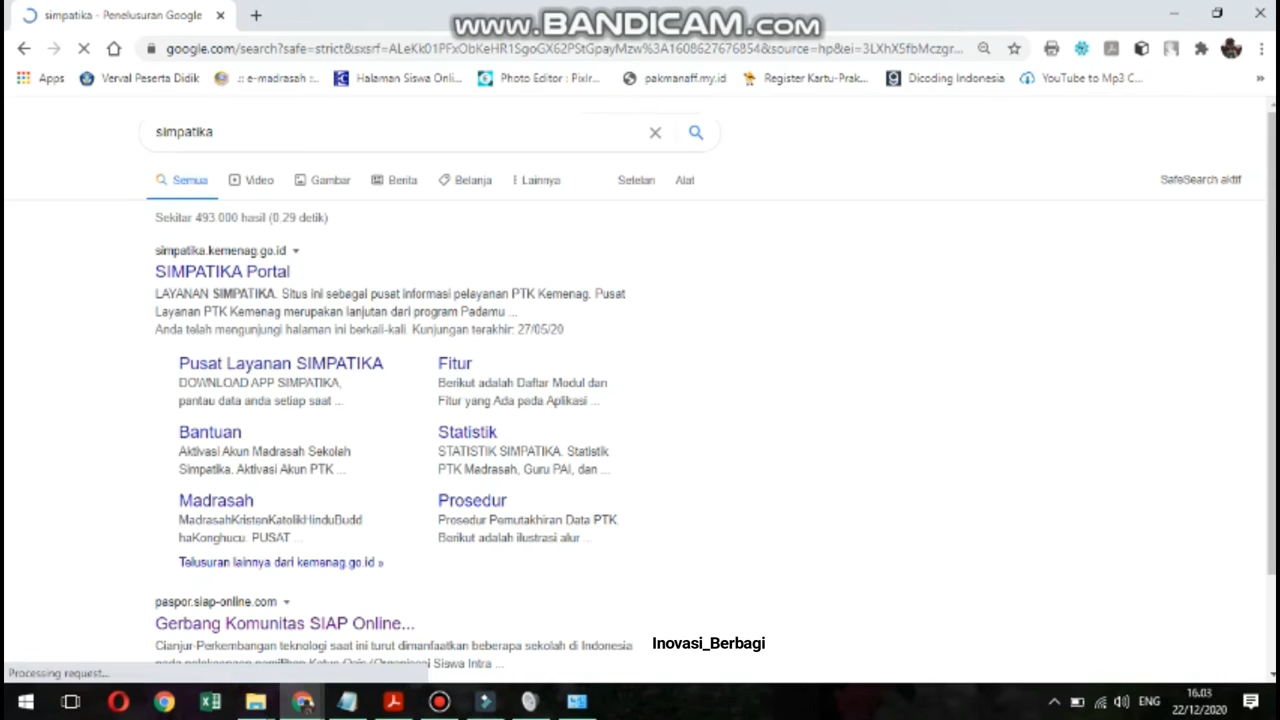 simpatika - Penelusuran Google
www.BANDICAM.com
google.com/search?safe=strict&sxsrf=ALeKk01PFxObKeHR1SgoGX62PStGpayMzw%3A1608627676854&source=hp&ei=3LXhX5fbMczgr...
Apps Verval Peserta Didik :: e-madrasah :.. Halaman Siswa Onli... Photo Editor : Pixlr... pakmanaff.my.id Register Kartu-Prak... Dicoding Indonesia YouTube to Mp3 C... »
simpatika
Semua Video Gambar Berita Belanja Lainnya Setelan Alat SafeSearch aktif
Sekitar 493.000 hasil (0,29 detik)
simpatika.kemenag.go.id
SIMPATIKA Portal
LAYANAN SIMPATIKA. Situs ini sebagai pusat informasi pelayanan PTK Kemenag. Pusat
Layanan PTK Kemenag merupakan lanjutan dari program Padamu ...
Anda telah mengunjungi halaman ini berkali-kali. Kunjungan terakhir: 27/05/20
Pusat Layanan SIMPATIKA
DOWNLOAD APP SIMPATIKA,
pantau data anda setiap saat ...
Fitur
Berikut adalah Daftar Modul dan
Fitur yang Ada pada Aplikasi ...
Bantuan
Aktivasi Akun Madrasah Sekolah
Simpatika. Aktivasi Akun PTK ...
Statistik
STATISTIK SIMPATIKA. Statistik
PTK Madrasah, Guru PAI, dan ...
Madrasah
MadrasahKristenKatolikHinduBudd
haKonghucu. PUSAT ...
Prosedur
Prosedur Pemutakhiran Data PTK.
Berikut adalah ilustrasi alur ...
Telusuran lainnya dari kemenag.go.id »
paspor.siap-online.com
Gerbang Komunitas SIAP Online...
Cianjur-Perkembangan teknologi saat ini turut dimanfaatkan beberapa sekolah di Indonesia
pada pelaksanaan pemilihan Ketua Osis (Organisasi Siswa Intra ...
Inovasi_Berbagi
Processing request...
ENG
16.03
22/12/2020